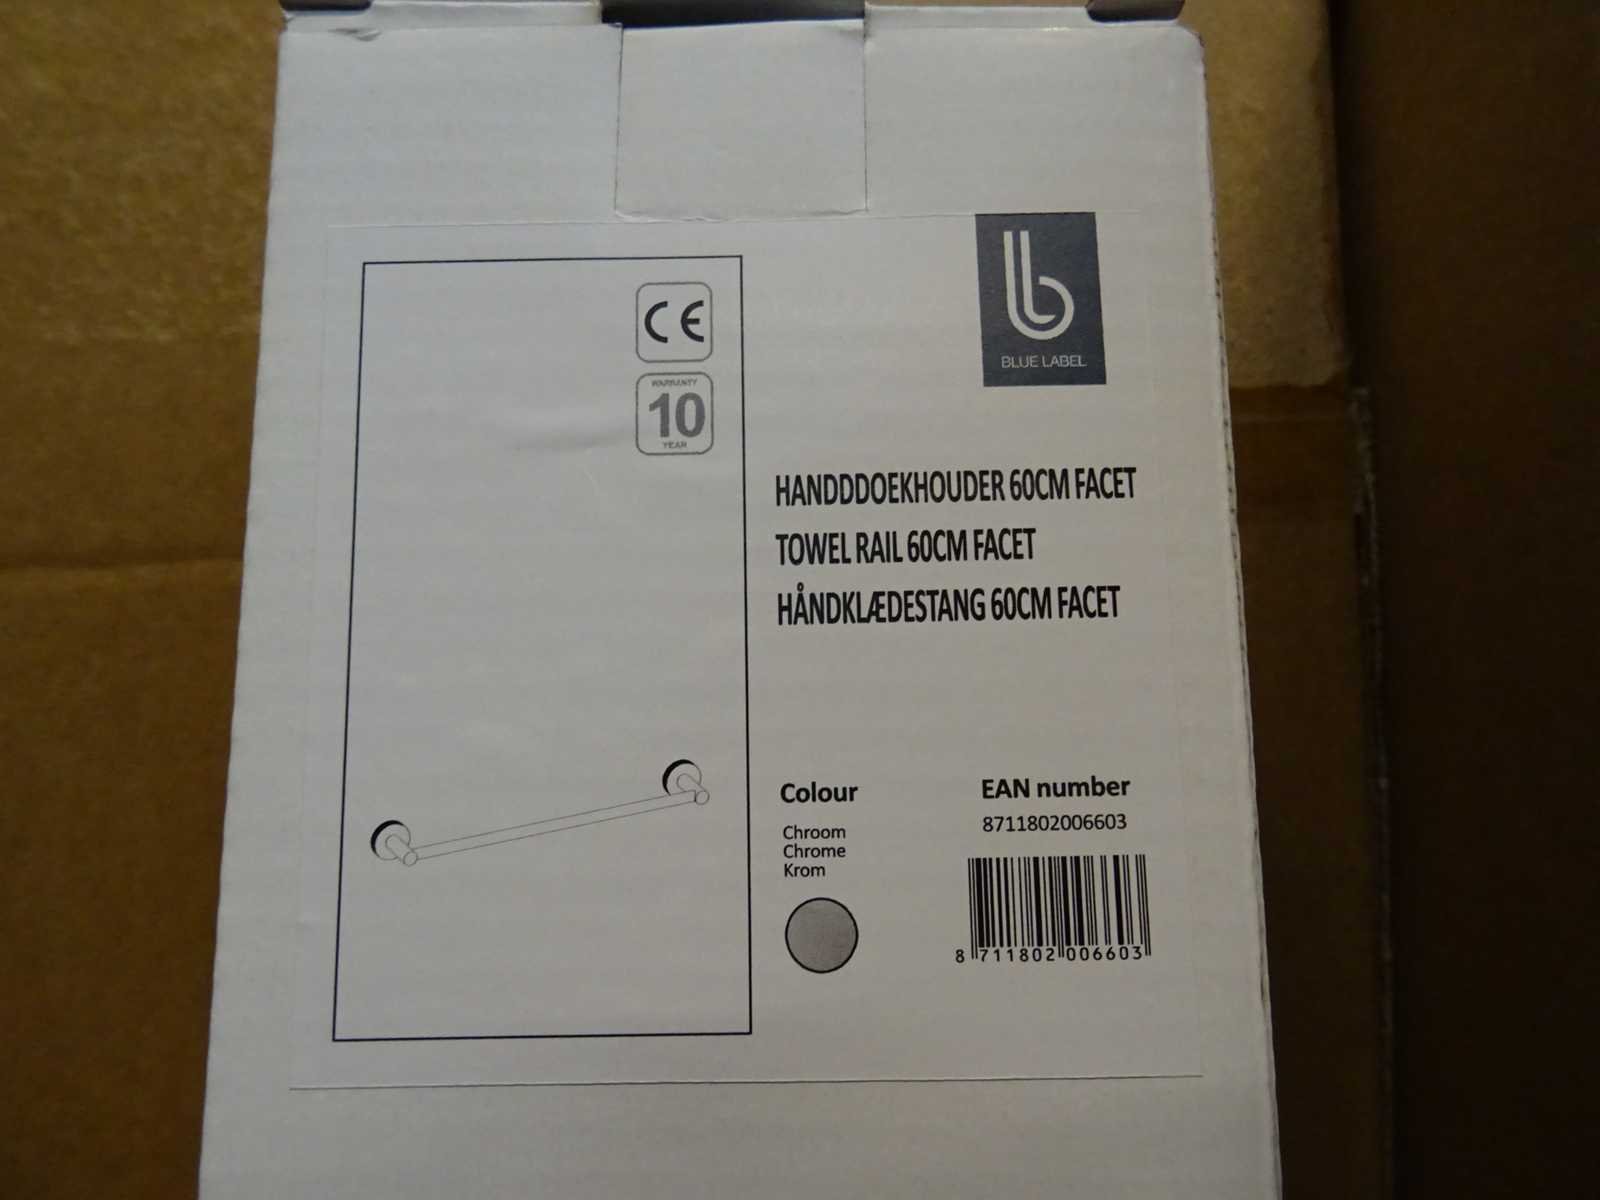 CE
WARRANTY
10
YEAR
BLUE LABEL
HANDDDOEKHOUDER 60CM FACET
TOWEL RAIL 60CM FACET
HÅNDKLÆDESTANG 60CM FACET
Colour
Chroom
Chrome
Krom
EAN number
8711802006603
8 711802 006603